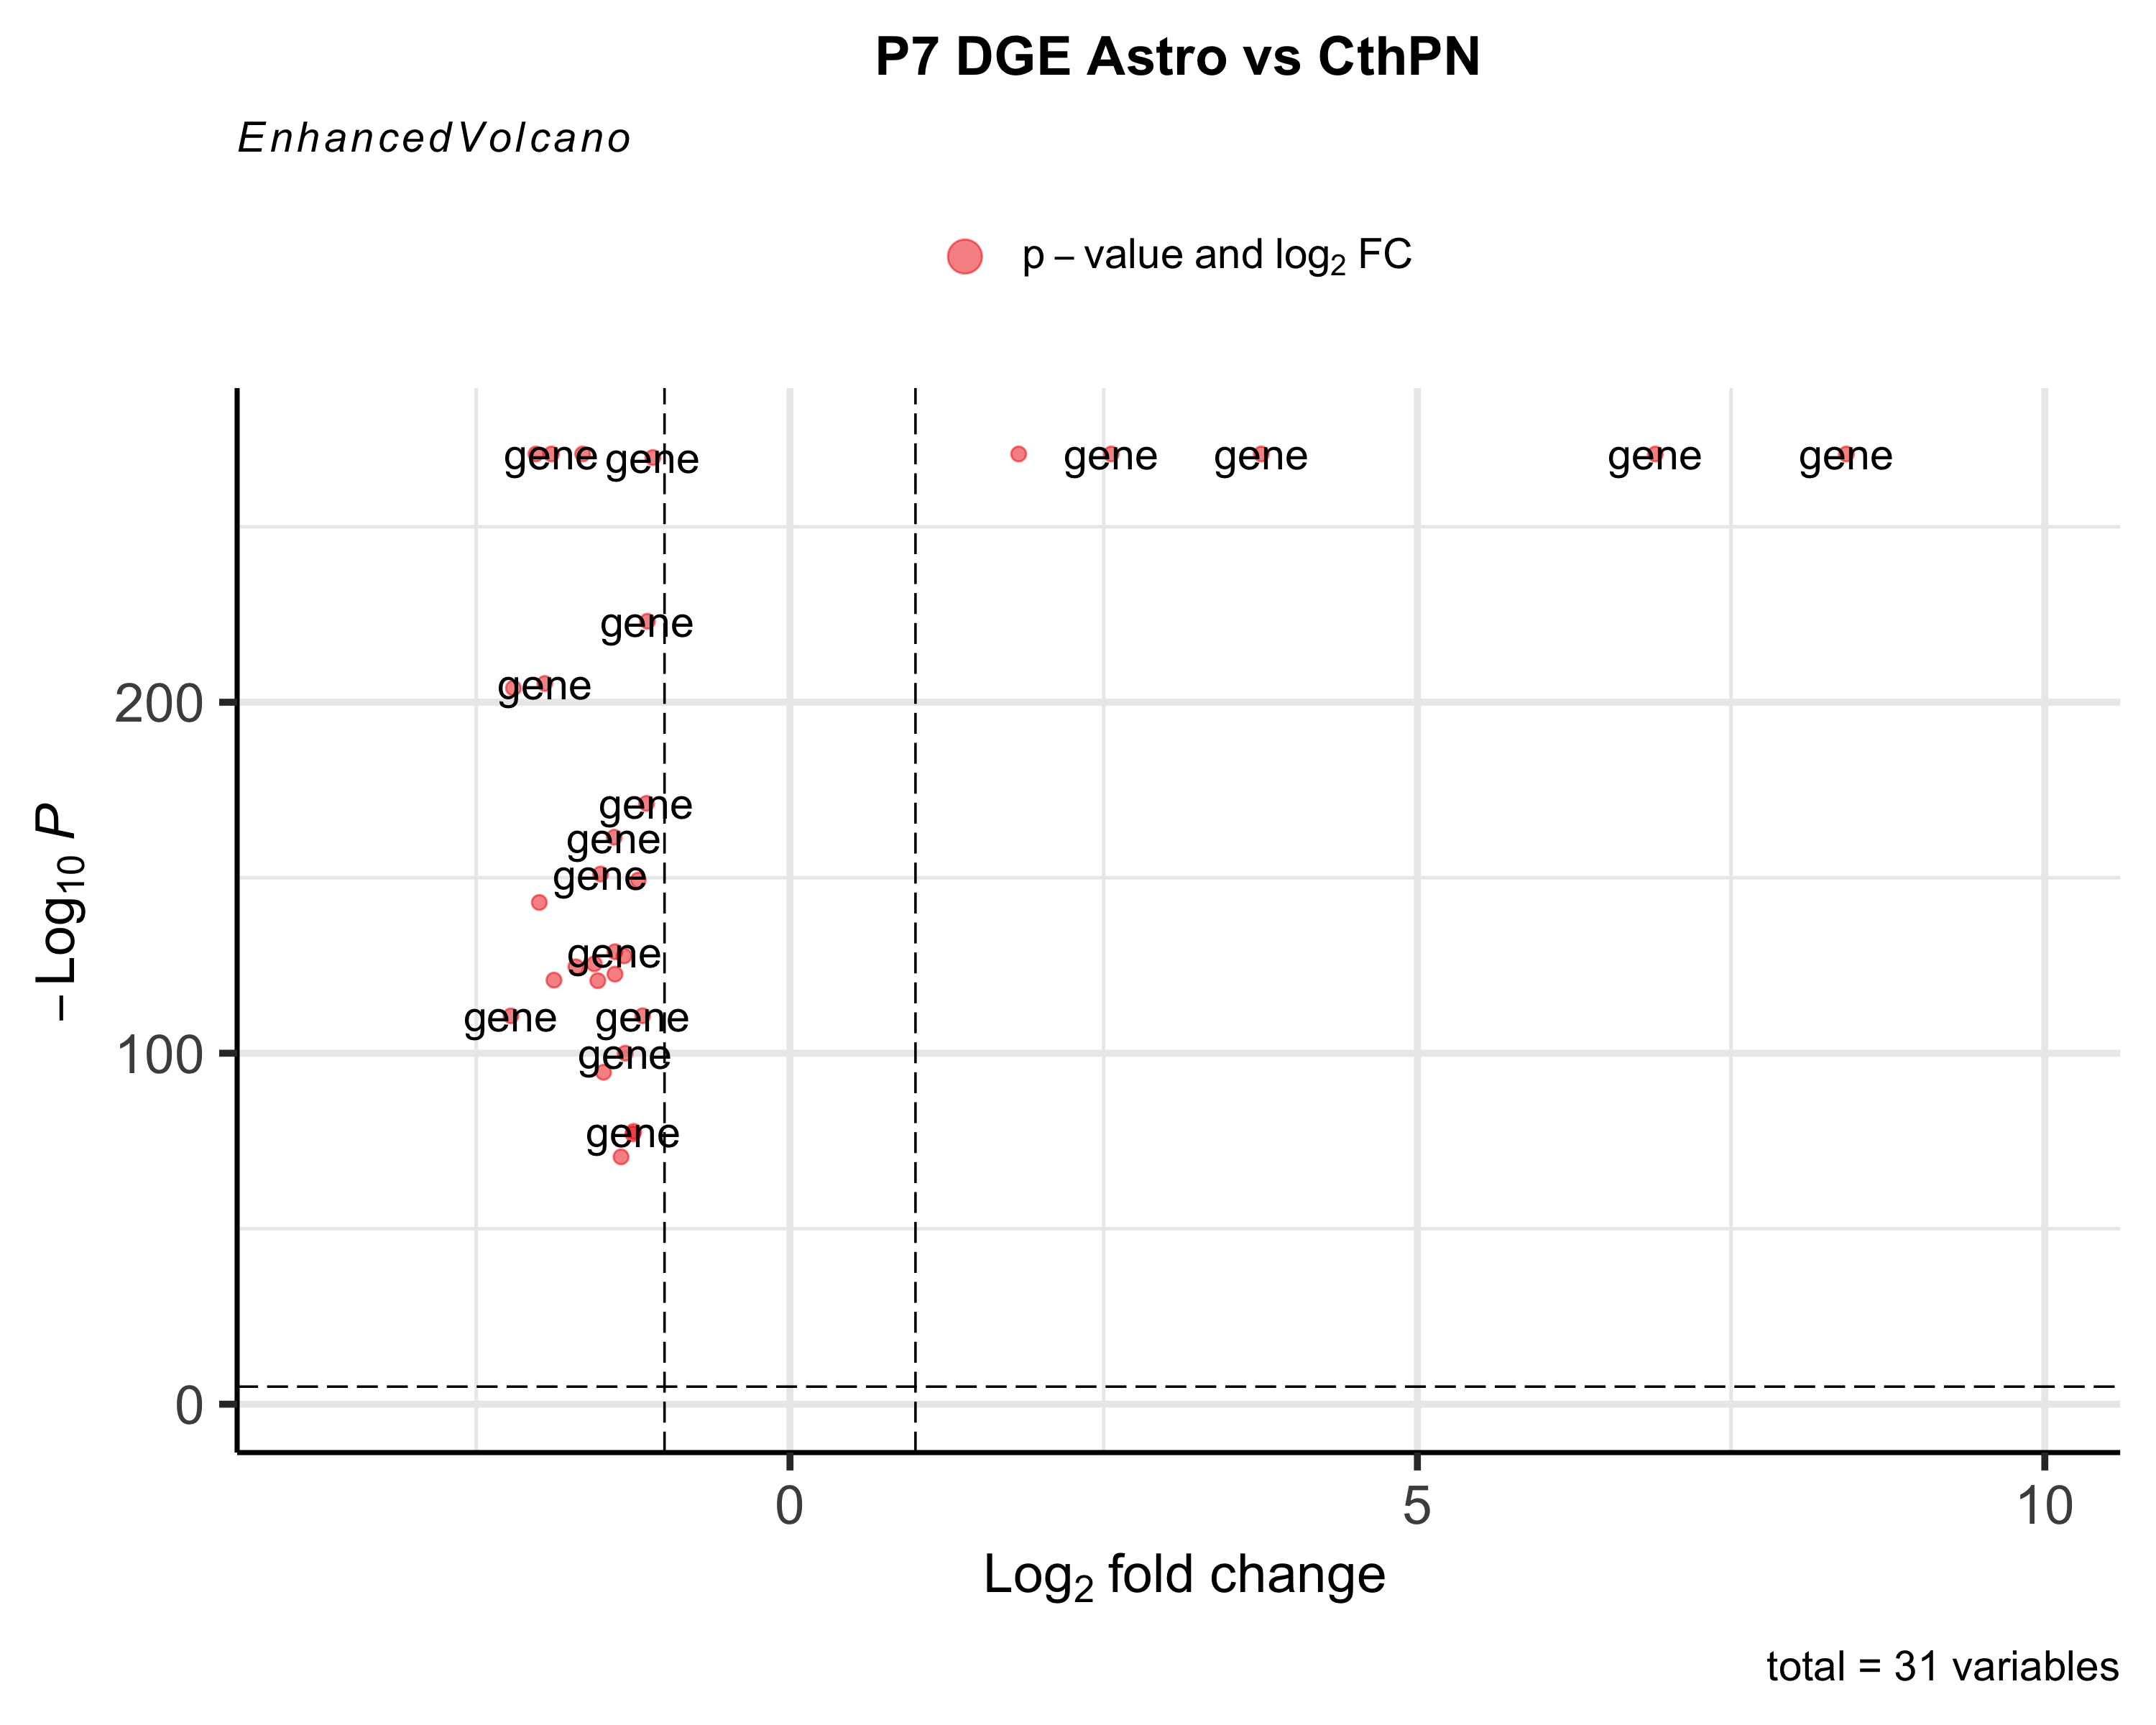 P7 DGE Astro vs CthPN
EnhancedVolcano
p – value and log₂ FC
gene gene gene gene gene gene
gene
gene
200
gene
gene
gene
gene
gene gene
100 gene
gene
0
– Log₁₀ P
0 5 10
Log₂ fold change
total = 31 variables